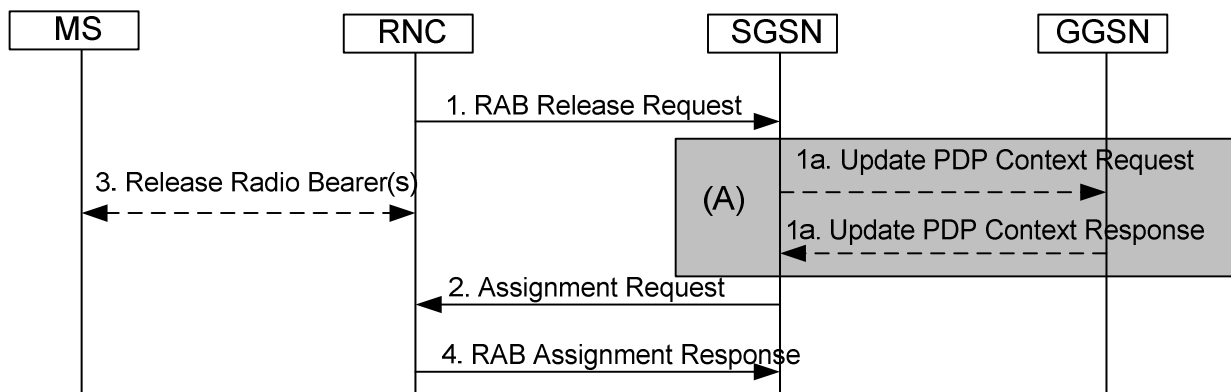 MS
RNC
SGSN
GGSN
1. RAB Release Request
1a. Update PDP Context Request
3. Release Radio Bearer(s)
(A)
1a. Update PDP Context Response
2. Assignment Request
4. RAB Assignment Response